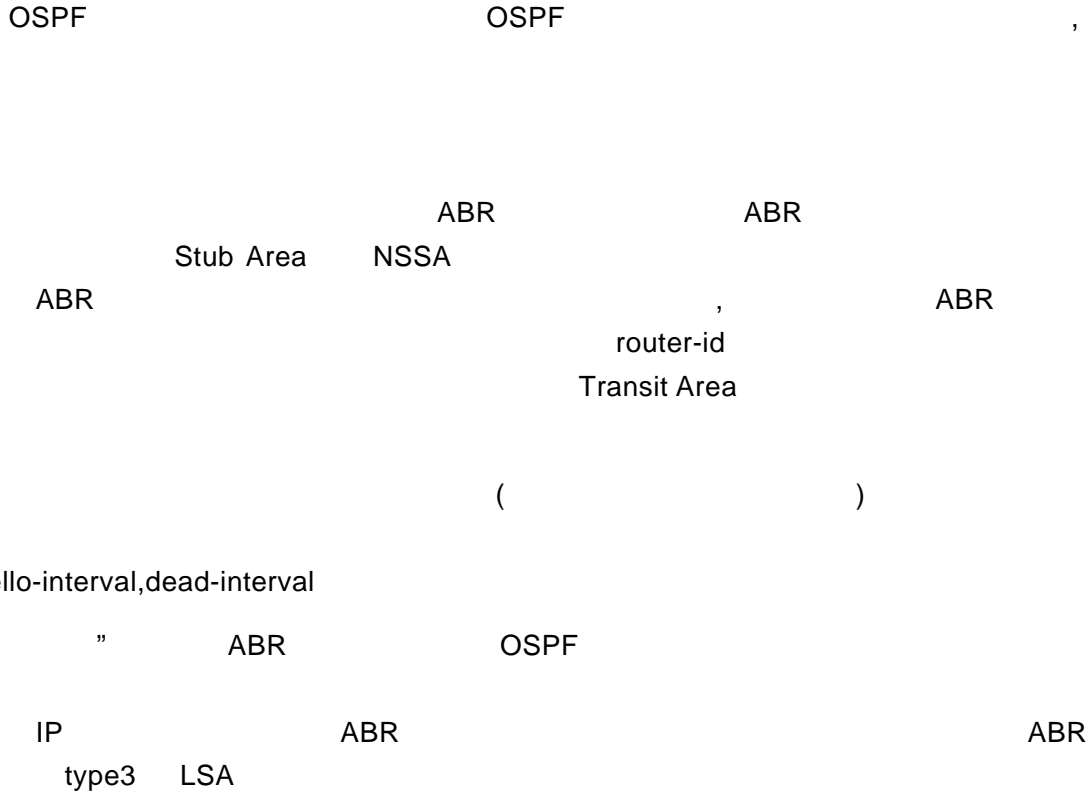 OSPF OSPF ,
ABR ABR
Stub Area NSSA
ABR , ABR
router-id
Transit Area
( )
llo-interval,dead-interval
” ABR OSPF
IP ABR ABR
type3 LSA